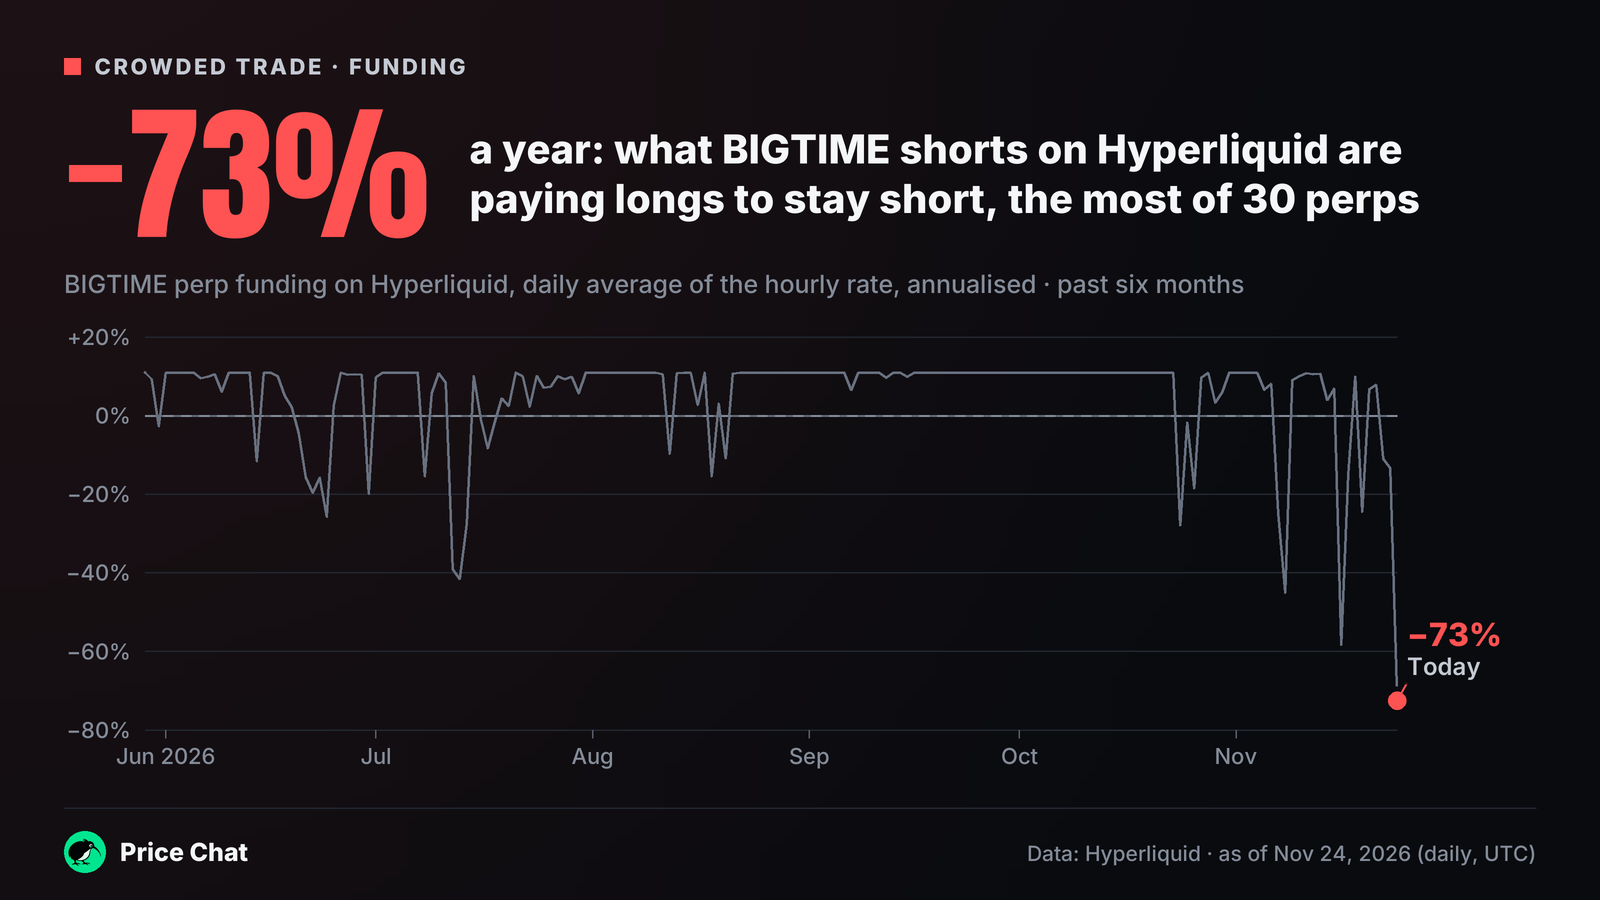 CROWDED TRADE · FUNDING
−73%
a year: what BIGTIME shorts on Hyperliquid are
paying longs to stay short, the most of 30 perps
BIGTIME perp funding on Hyperliquid, daily average of the hourly rate, annualised · past six months
+20%
0%
−20%
−40%
−60%
−80%
−73%
Today
Jun 2026
Jul
Aug
Sep
Oct
Nov
Price Chat
Data: Hyperliquid · as of Nov 24, 2026 (daily, UTC)